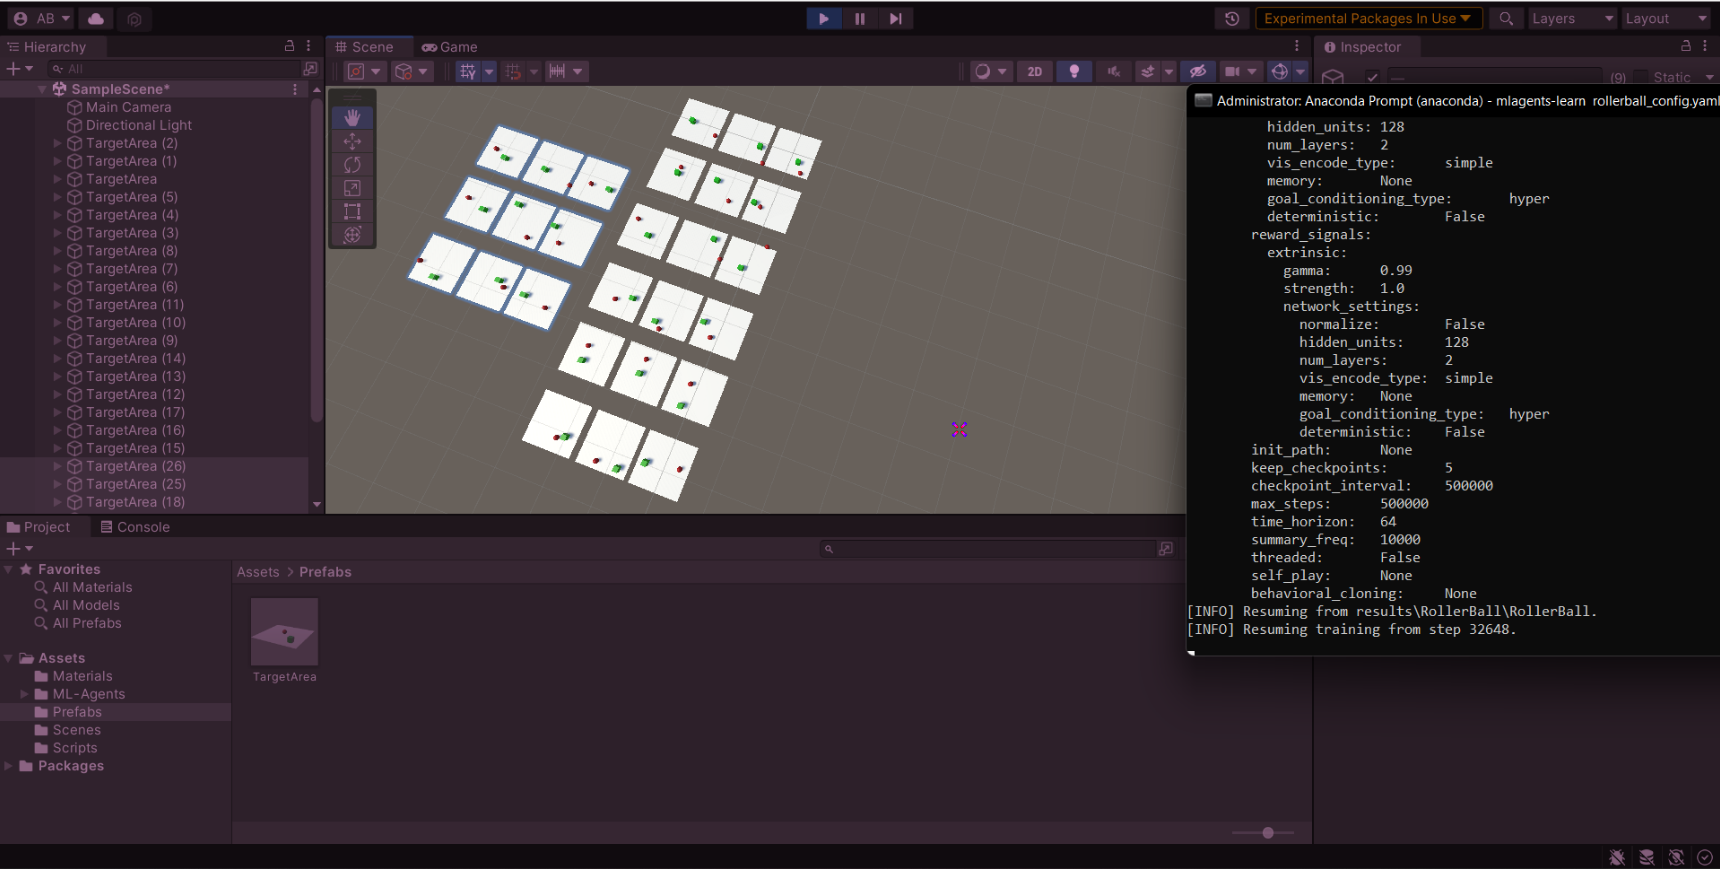 AB
Experimental Packages In Use
Layers
Layout
Hierarchy
Scene
Game
Inspector
All
2D
(9)
Static
SampleScene*
Main Camera
Directional Light
TargetArea (2)
TargetArea (1)
TargetArea
TargetArea (5)
TargetArea (4)
TargetArea (3)
TargetArea (8)
TargetArea (7)
TargetArea (6)
TargetArea (11)
TargetArea (10)
TargetArea (9)
TargetArea (14)
TargetArea (13)
TargetArea (12)
TargetArea (17)
TargetArea (16)
TargetArea (15)
TargetArea (26)
TargetArea (25)
TargetArea (18)
Administrator: Anaconda Prompt (anaconda) - mlagents-learn rollerball_config.yaml
hidden_units: 128
num_layers: 2
vis_encode_type: simple
memory: None
goal_conditioning_type: hyper
deterministic: False
reward_signals:
extrinsic:
gamma: 0.99
strength: 1.0
network_settings:
normalize: False
hidden_units: 128
num_layers: 2
vis_encode_type: simple
memory: None
goal_conditioning_type: hyper
deterministic: False
init_path: None
keep_checkpoints: 5
checkpoint_interval: 500000
max_steps: 500000
time_horizon: 64
summary_freq: 10000
threaded: False
self_play: None
behavioral_cloning: None
[INFO] Resuming from results\RollerBall\RollerBall.
[INFO] Resuming training from step 32648.
Project
Console
Favorites
All Materials
All Models
All Prefabs
Assets
Materials
ML-Agents
Prefabs
Scenes
Scripts
Packages
Assets > Prefabs
TargetArea